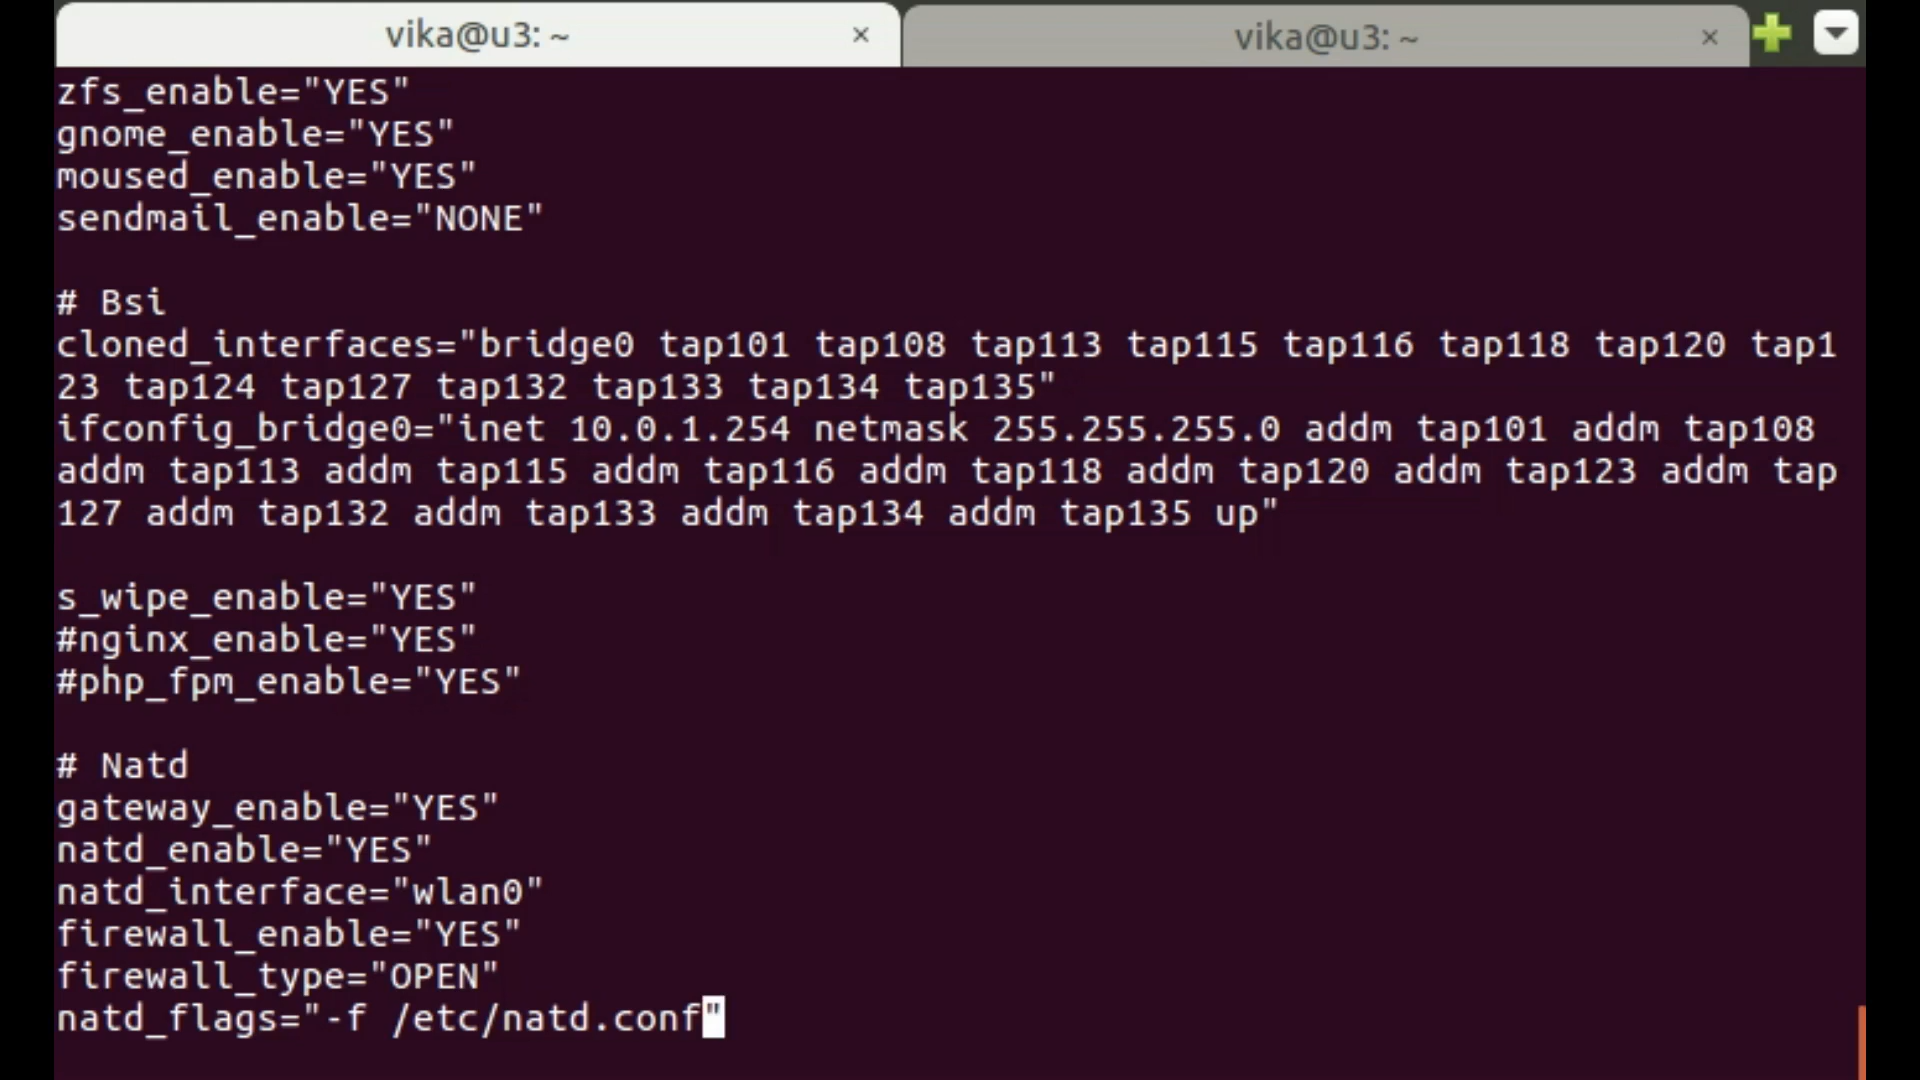 vika@u3: ~ × vika@u3: ~ ×
zfs_enable="YES"
gnome_enable="YES"
moused_enable="YES"
sendmail_enable="NONE"
# Bsi
cloned_interfaces="bridge0 tap101 tap108 tap113 tap115 tap116 tap118 tap120 tap1
23 tap124 tap127 tap132 tap133 tap134 tap135"
ifconfig_bridge0="inet 10.0.1.254 netmask 255.255.255.0 addm tap101 addm tap108
addm tap113 addm tap115 addm tap116 addm tap118 addm tap120 addm tap123 addm tap
127 addm tap132 addm tap133 addm tap134 addm tap135 up"
s_wipe_enable="YES"
#nginx_enable="YES"
#php_fpm_enable="YES"
# Natd
gateway_enable="YES"
natd_enable="YES"
natd_interface="wlan0"
firewall_enable="YES"
firewall_type="OPEN"
natd_flags="-f /etc/natd.conf"